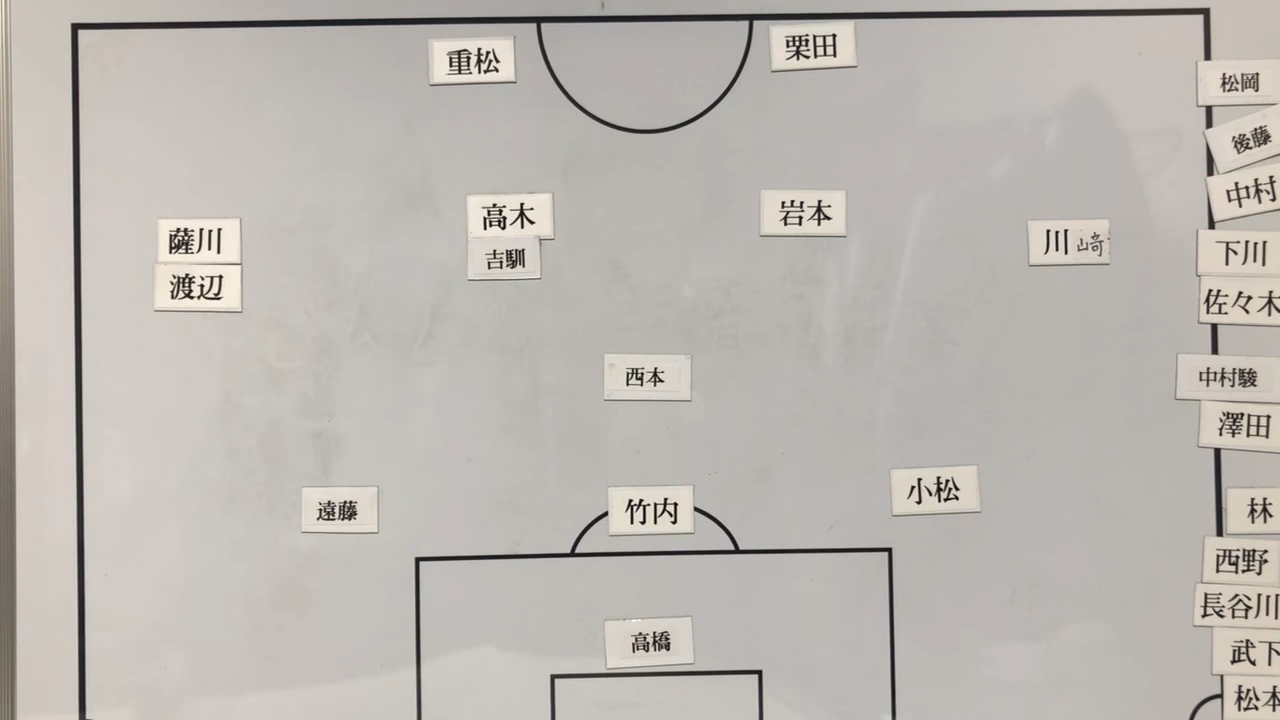 重松
栗田
松岡
後藤
中村
薩川
高木
岩本
川崎
下川
吉馴
渡辺
佐々木
西本
中村駿
澤田
遠藤
竹内
小松
林
西野
長谷川
高橋
武下
松本